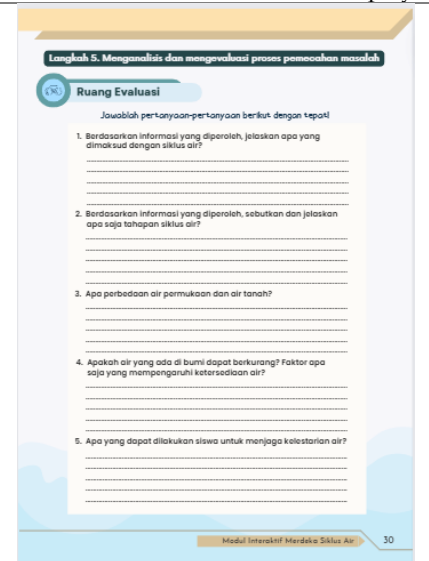 Langkah 5. Menganalisis dan mengevaluasi proses pemecahan masalah
Ruang Evaluasi
Jawablah pertanyaan-pertanyaan berikut dengan tepat!
1. Berdasarkan informasi yang diperoleh, jelaskan apa yang
dimaksud dengan siklus air?
2. Berdasarkan informasi yang diperoleh, sebutkan dan jelaskan
apa saja tahapan siklus air?
3. Apa perbedaan air permukaan dan air tanah?
4. Apakah air yang ada di bumi dapat berkurang? Faktor apa
saja yang mempengaruhi ketersediaan air?
5. Apa yang dapat dilakukan siswa untuk menjaga kelestarian air?
Modul Interaktif Merdeka Siklus Air
30